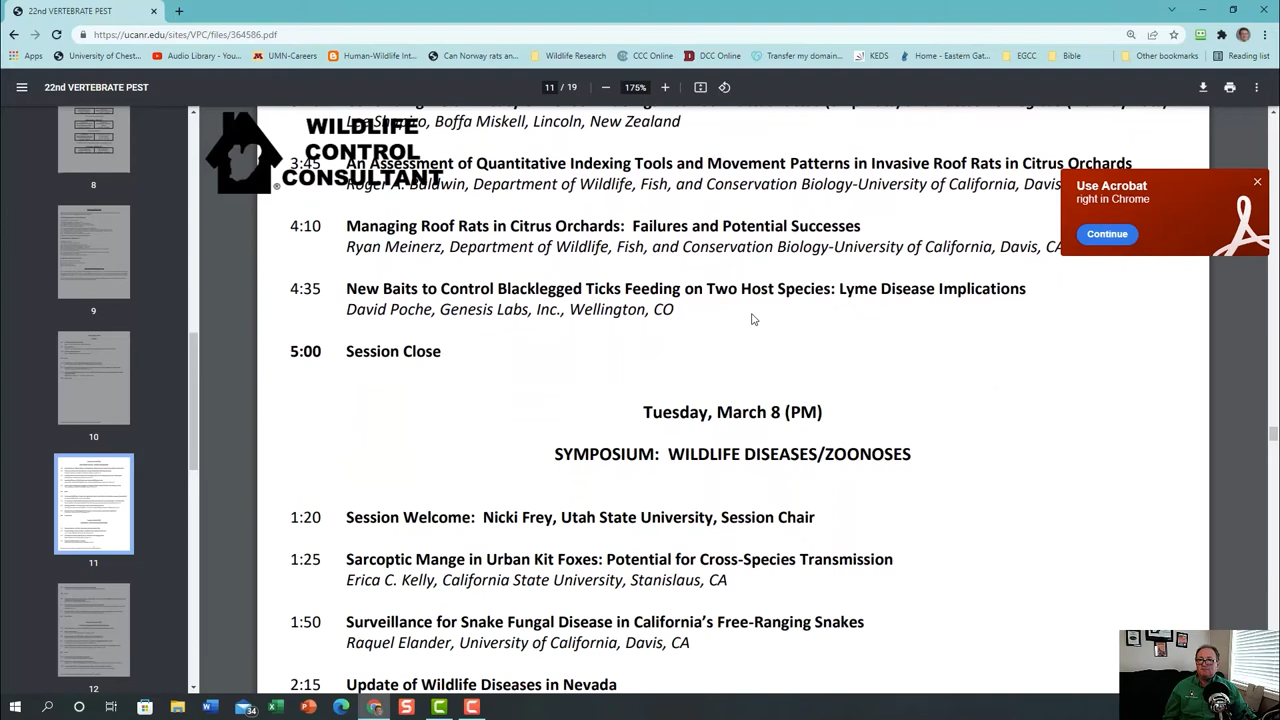 22nd VERTEBRATE PEST
https://ucanr.edu/sites/VPC/files/364586.pdf
Apps
University of Chest...
Audio Library - You...
UMN-Careers
Human-Wildlife Int...
Can Norway rats an...
Wildlife Research
CCC Online
DCC Online
Transfer my domain...
KEDS
Home - Eastern Gat...
EGCC
Bible
Other bookmarks
Reading list
22nd VERTEBRATE PEST
11 / 19
175%
WILDLIFE
CONTROL
CONSULTANT
®
Lee Shapiro, Boffa Miskell, Lincoln, New Zealand
3:45 An Assessment of Quantitative Indexing Tools and Movement Patterns in Invasive Roof Rats in Citrus Orchards
Roger A. Baldwin, Department of Wildlife, Fish, and Conservation Biology-University of California, Davis
4:10 Managing Roof Rats in Citrus Orchards: Failures and Potential Successes
Ryan Meinerz, Department of Wildlife, Fish, and Conservation Biology-University of California, Davis, CA
4:35 New Baits to Control Blacklegged Ticks Feeding on Two Host Species: Lyme Disease Implications
David Poche, Genesis Labs, Inc., Wellington, CO
5:00 Session Close
Tuesday, March 8 (PM)
SYMPOSIUM: WILDLIFE DISEASES/ZOONOSES
1:20 Session Welcome: Nicki Frey, Utah State University, Session Chair
1:25 Sarcoptic Mange in Urban Kit Foxes: Potential for Cross-Species Transmission
Erica C. Kelly, California State University, Stanislaus, CA
1:50 Surveillance for Snake Fungal Disease in California's Free-Ranging Snakes
Raquel Elander, University of California, Davis, CA
2:15 Update of Wildlife Diseases in Nevada
Use Acrobat
right in Chrome
Continue
8
9
10
11
12
34